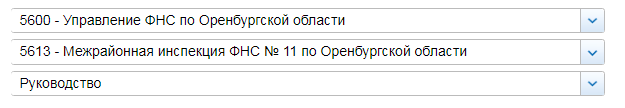 5600 - Управление ФНС по Оренбургской области
5613 - Межрайонная инспекция ФНС № 11 по Оренбургской области
Руководство